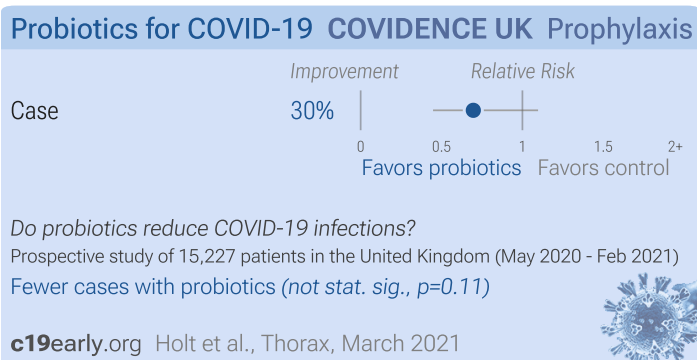 Probiotics for COVID-19 COVIDENCE UK Prophylaxis
Improvement Relative Risk
Case 30%
0 0.5 1 1.5 2+
Favors probiotics Favors control
Do probiotics reduce COVID-19 infections?
Prospective study of 15,227 patients in the United Kingdom (May 2020 - Feb 2021)
Fewer cases with probiotics (not stat. sig., p=0.11)
c19early.org Holt et al., Thorax, March 2021